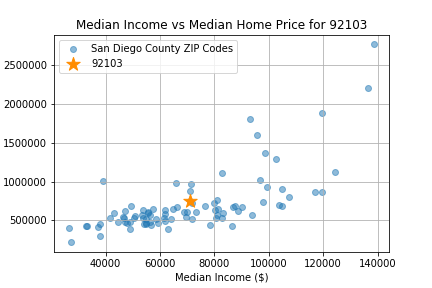 Median Income vs Median Home Price for 92103
San Diego County ZIP Codes
92103
2500000
2000000
1500000
1000000
500000
40000 60000 80000 100000 120000 140000
Median Income ($)